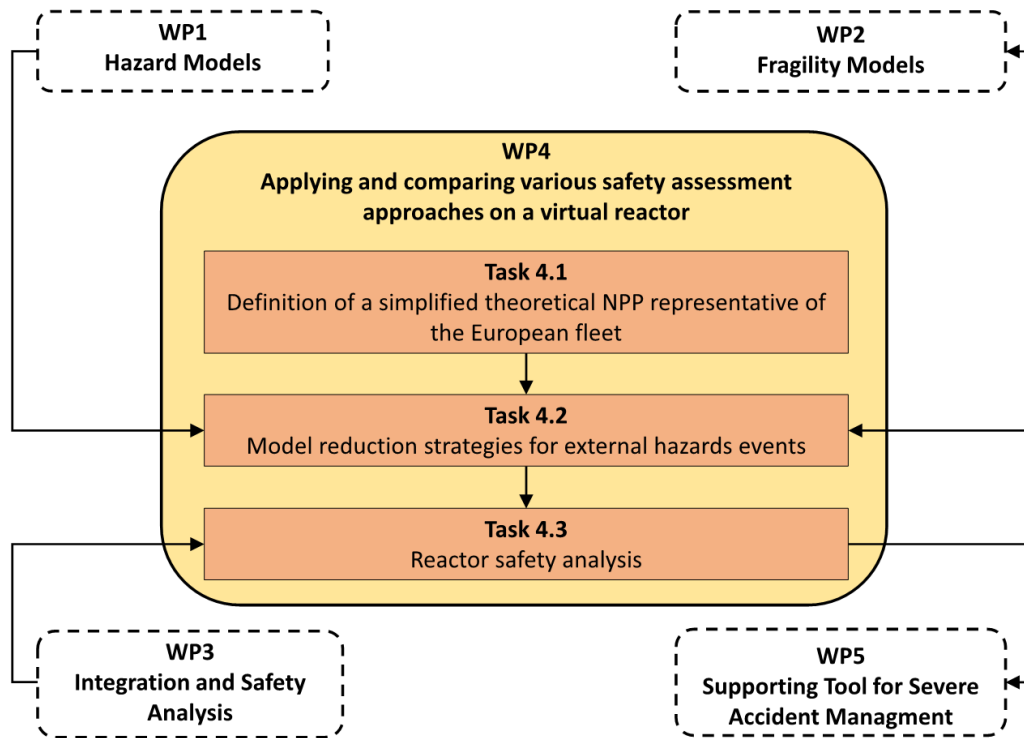 WP1
Hazard Models
WP2
Fragility Models
WP4
Applying and comparing various safety assessment
approaches on a virtual reactor
Task 4.1
Definition of a simplified theoretical NPP representative of
the European fleet
Task 4.2
Model reduction strategies for external hazards events
Task 4.3
Reactor safety analysis
WP3
Integration and Safety
Analysis
WP5
Supporting Tool for Severe
Accident Managment